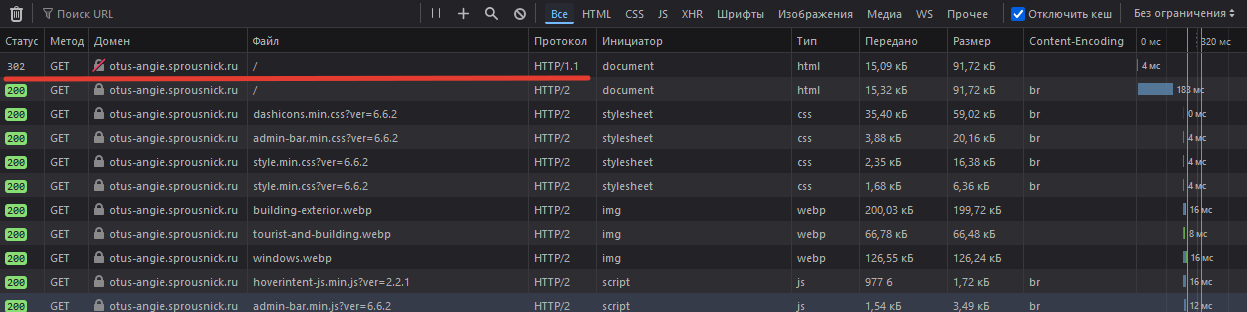 Поиск URL Все HTML CSS JS XHR Шрифты Изображения Медиа WS Прочее Отключить кеш Без ограничения
Статус Метод Домен Файл Протокол Инициатор Тип Передано Размер Content-Encoding 0 мс 320 мс
302 GET otus-angie.sprousnick.ru / HTTP/1.1 document html 15,09 кБ 91,72 кБ 4 мс
200 GET otus-angie.sprousnick.ru / HTTP/2 document html 15,32 кБ 91,72 кБ br 183 мс
200 GET otus-angie.sprousnick.ru dashicons.min.css?ver=6.6.2 HTTP/2 stylesheet css 35,40 кБ 59,02 кБ br 0 мс
200 GET otus-angie.sprousnick.ru admin-bar.min.css?ver=6.6.2 HTTP/2 stylesheet css 3,88 кБ 20,16 кБ br 4 мс
200 GET otus-angie.sprousnick.ru style.min.css?ver=6.6.2 HTTP/2 stylesheet css 2,35 кБ 16,38 кБ br 4 мс
200 GET otus-angie.sprousnick.ru style.min.css?ver=6.6.2 HTTP/2 stylesheet css 1,68 кБ 6,36 кБ br 4 мс
200 GET otus-angie.sprousnick.ru building-exterior.webp HTTP/2 img webp 200,03 кБ 199,72 кБ 16 мс
200 GET otus-angie.sprousnick.ru tourist-and-building.webp HTTP/2 img webp 66,78 кБ 66,48 кБ 8 мс
200 GET otus-angie.sprousnick.ru windows.webp HTTP/2 img webp 126,55 кБ 126,24 кБ 16 мс
200 GET otus-angie.sprousnick.ru hoverintent-js.min.js?ver=2.2.1 HTTP/2 script js 977 б 1,72 кБ br 16 мс
200 GET otus-angie.sprousnick.ru admin-bar.min.js?ver=6.6.2 HTTP/2 script js 1,54 кБ 3,49 кБ br 12 мс